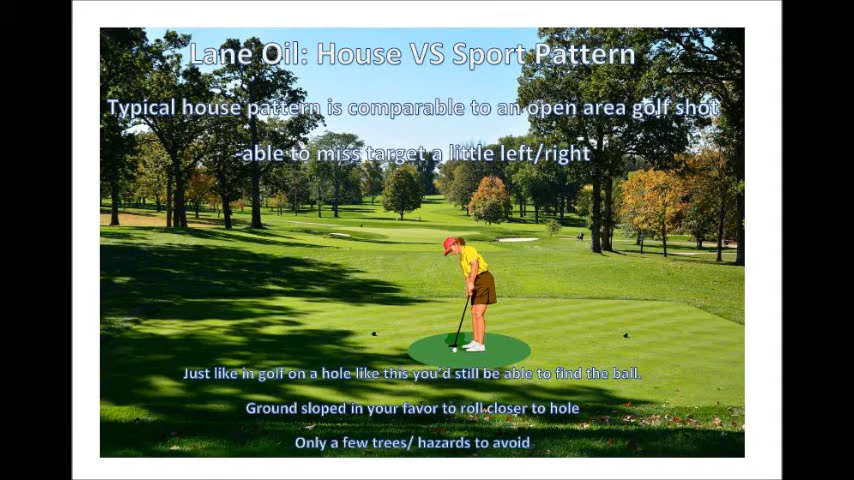 Lane Oil: House VS Sport Pattern
Typical house pattern is comparable to an open area golf shot
-able to miss target a little left/right
Just like in golf on a hole like this you'd still be able to find the ball.
Ground sloped in your favor to roll closer to hole
Only a few trees/ hazards to avoid